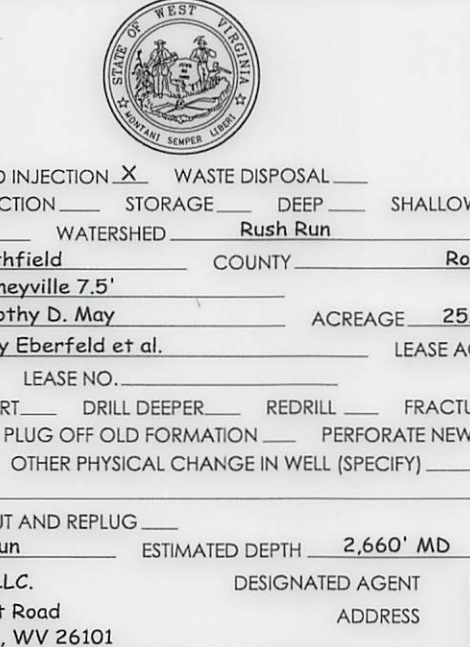 STATE OF WEST VIRGINIA
MONTANI SEMPER LIBERI
D INJECTION X WASTE DISPOSAL
CTION STORAGE DEEP SHALLOW
WATERSHED Rush Run
hfield COUNTY Ro
neyville 7.5'
othy D. May ACREAGE 25
y Eberfeld et al. LEASE AC
LEASE NO.
RT DRILL DEEPER REDRILL FRACTU
PLUG OFF OLD FORMATION PERFORATE NEW
OTHER PHYSICAL CHANGE IN WELL (SPECIFY)
UT AND REPLUG
un ESTIMATED DEPTH 2,660' MD
LLC. DESIGNATED AGENT
t Road ADDRESS
, WV 26101